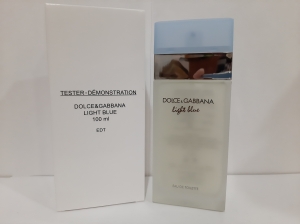 TESTER-DÉMONSTRATION
DOLCE&GABBANA
LIGHT BLUE
100 ml
EDT
DOLCE & GABBANA
Light blue